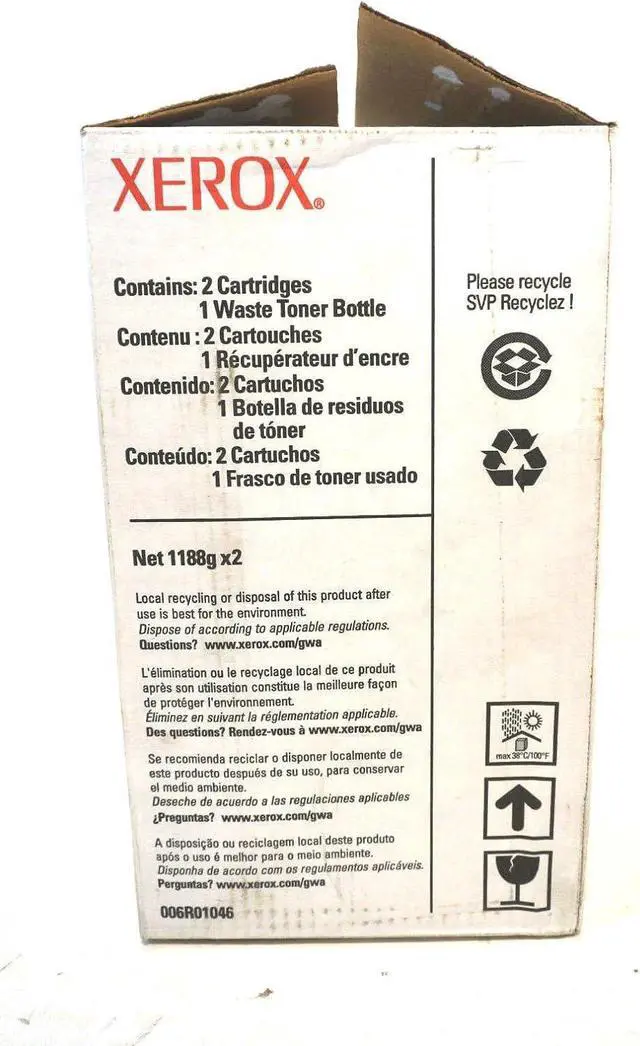 XEROX®
Contains: 2 Cartridges
1 Waste Toner Bottle
Contenu : 2 Cartouches
1 Récupérateur d'encre
Contenido: 2 Cartuchos
1 Botella de residuos
de tóner
Conteúdo: 2 Cartuchos
1 Frasco de toner usado
Please recycle
SVP Recyclez !
Net 1188g x2
Local recycling or disposal of this product after
use is best for the environment.
Dispose of according to applicable regulations.
Questions? www.xerox.com/gwa
L'élimination ou le recyclage local de ce produit
après son utilisation constitue la meilleure façon
de protéger l'environnement.
Éliminez en suivant la réglementation applicable.
Des questions? Rendez-vous à www.xerox.com/gwa
Se recomienda reciclar o disponer localmente de
este producto después de su uso, para conservar
el medio ambiente.
Deseche de acuerdo a las regulaciones aplicables
¿Preguntas? www.xerox.com/gwa
A disposição ou reciclagem local deste produto
após o uso é melhor para o meio ambiente.
Disponha de acordo com os regulamentos aplicáveis.
Perguntas? www.xerox.com/gwa
006R01046
max 38°C/100°F